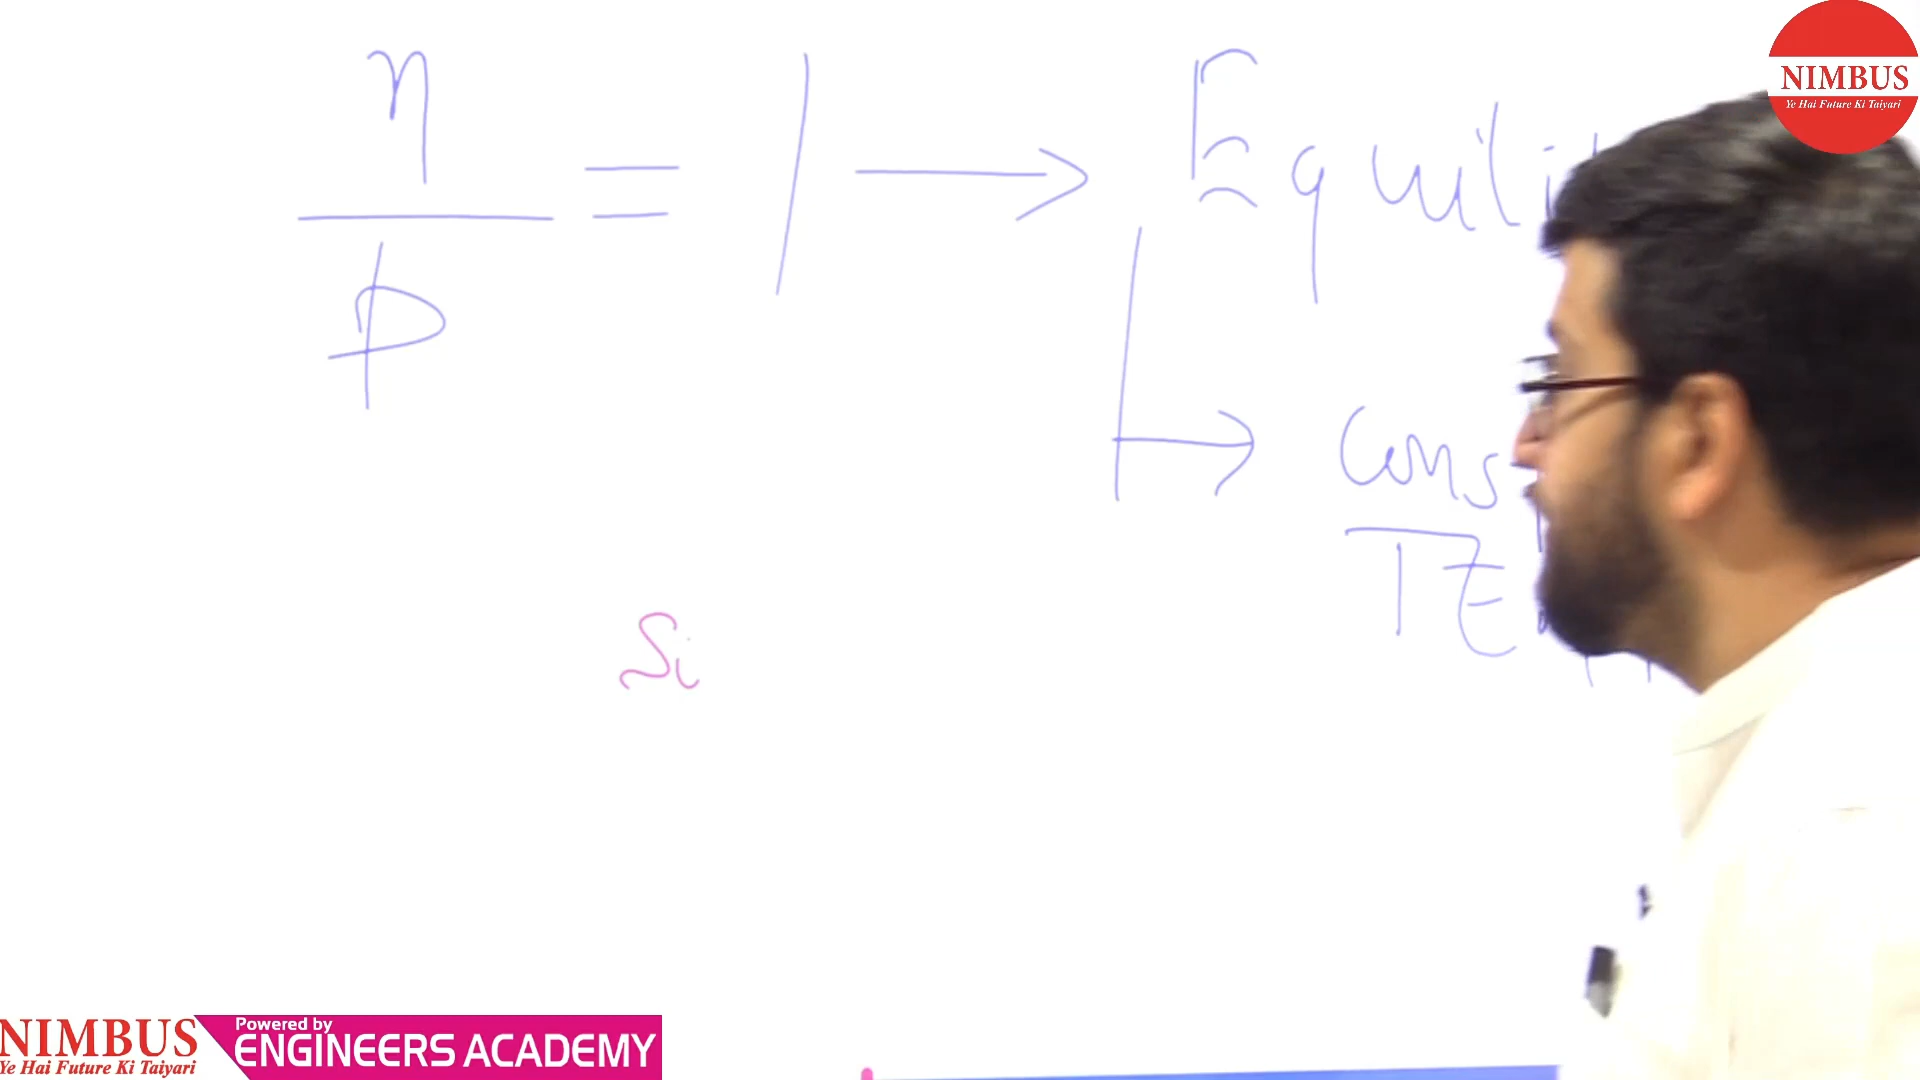 n/p = 1 → Equili
→ Cons
TE
Si
NIMBUS
Ye Hai Future Ki Taiyari
NIMBUS
Ye Hai Future Ki Taiyari
Powered by
ENGINEERS ACADEMY